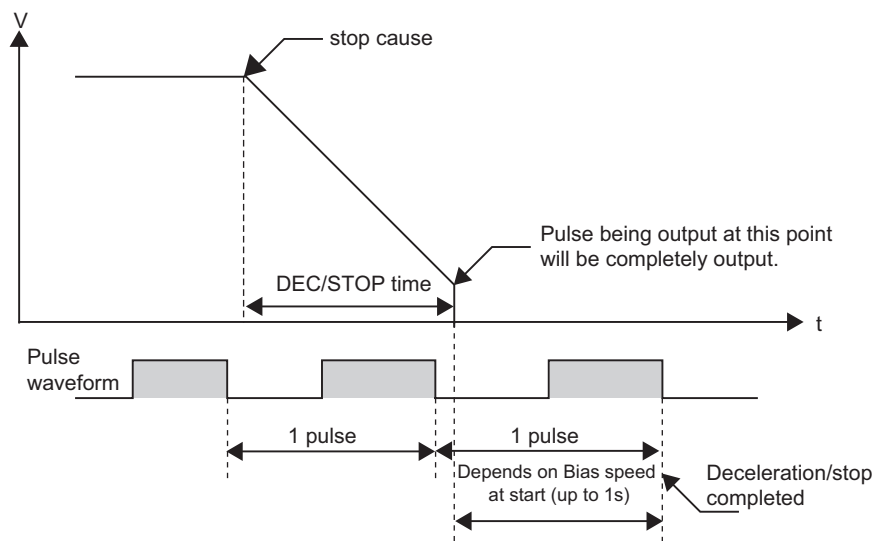 V
stop cause
Pulse being output at this point
will be completely output.
DEC/STOP time
t
Pulse
waveform
1 pulse
1 pulse
Depends on Bias speed
at start (up to 1s)
Deceleration/stop
completed